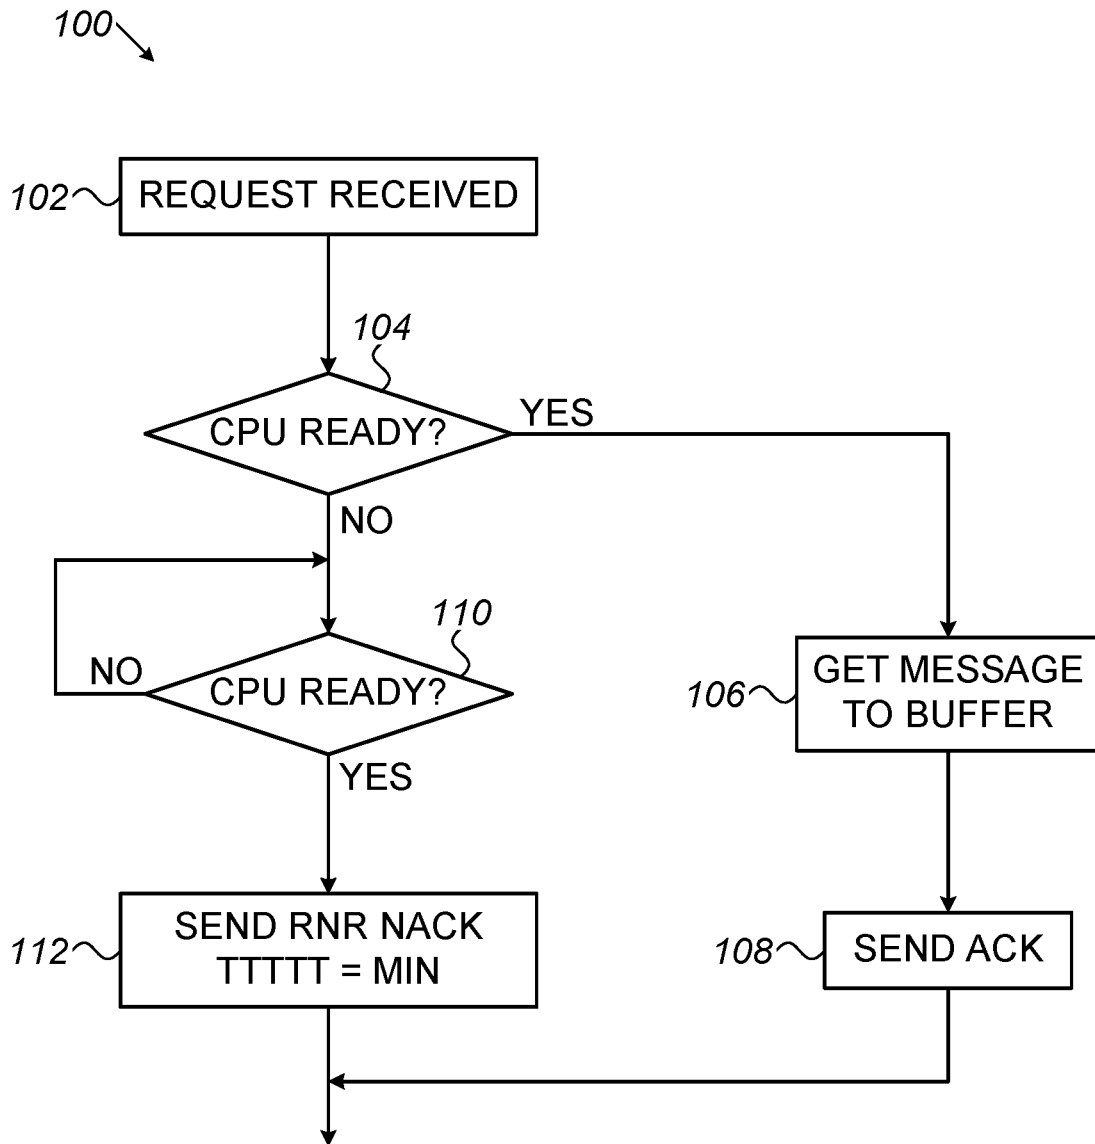 100
102
REQUEST RECEIVED
104
CPU READY?
YES
NO
110
CPU READY?
NO
YES
106
GET MESSAGE
TO BUFFER
112
SEND RNR NACK
TTTTT = MIN
108
SEND ACK